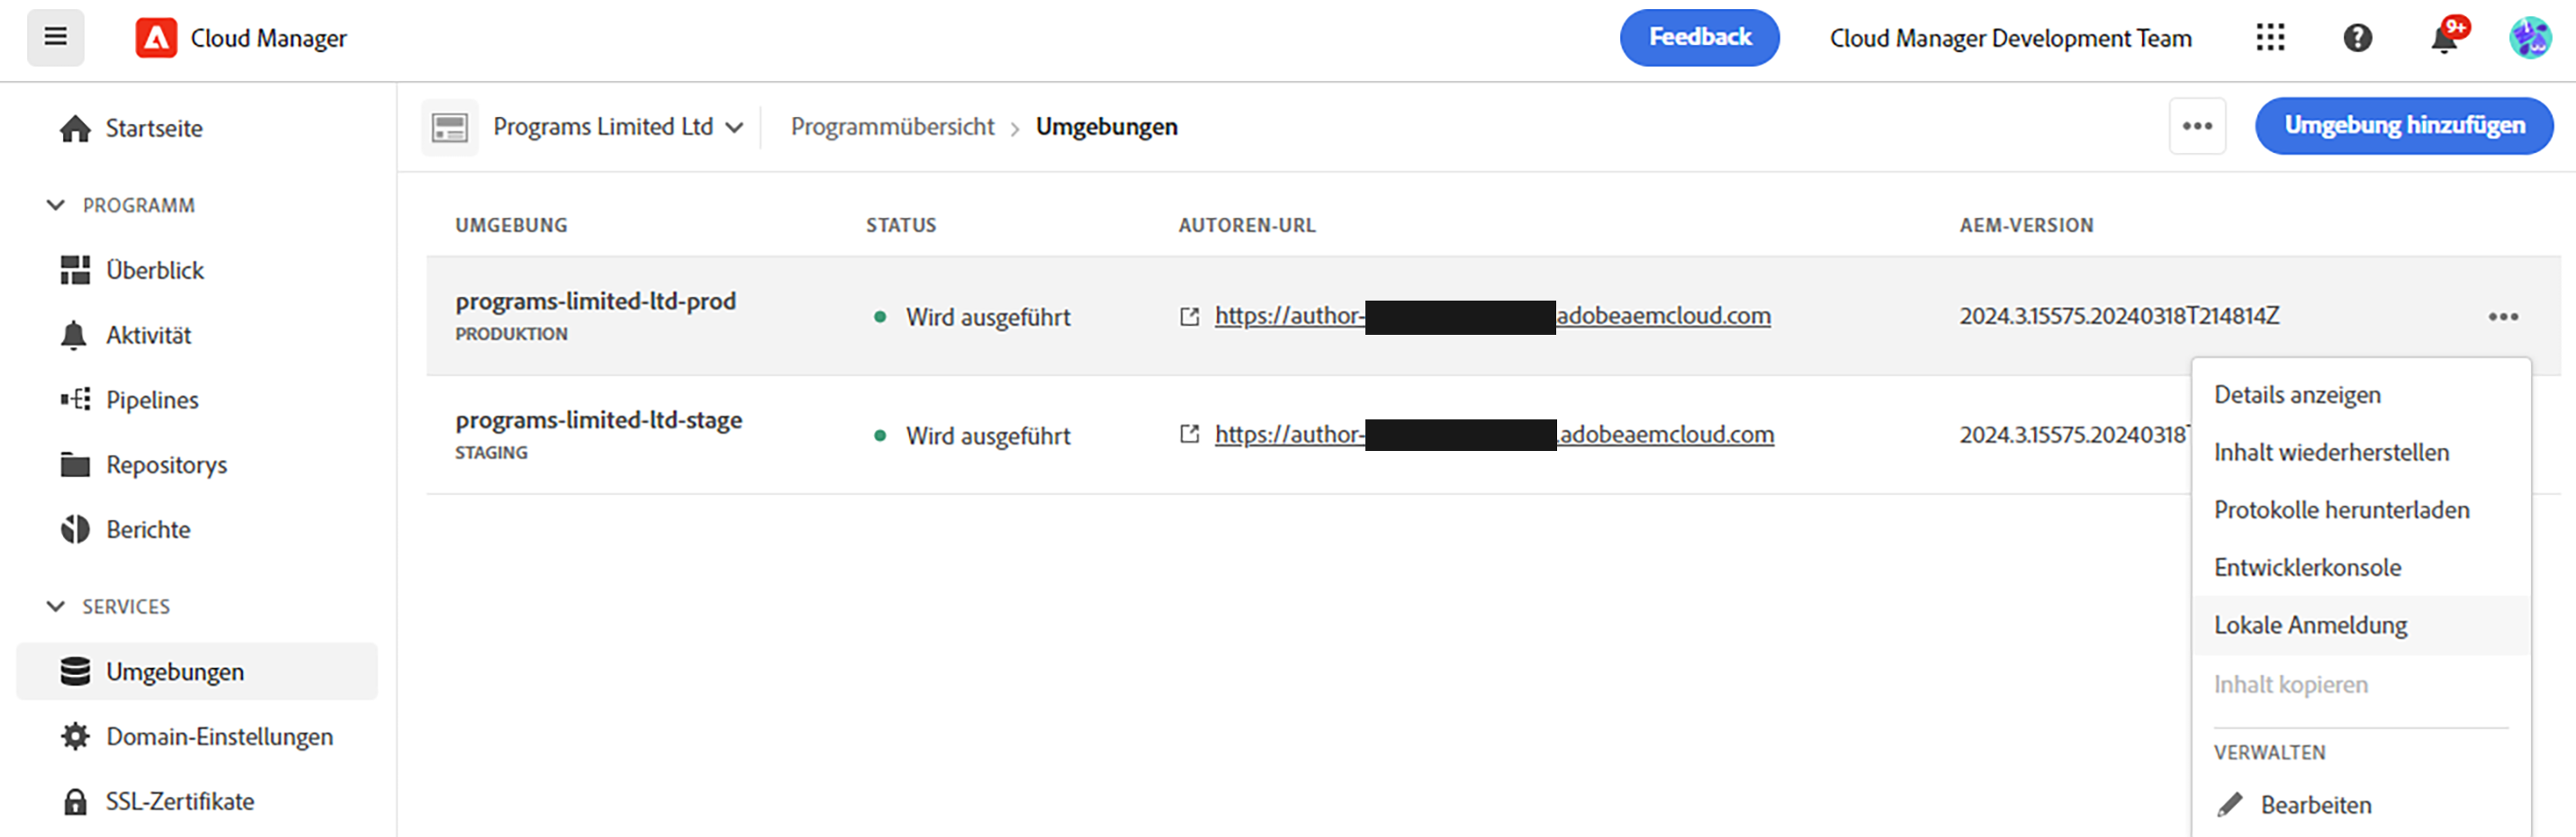 Cloud Manager
Feedback
Cloud Manager Development Team
9+
Startseite
PROGRAMM
Überblick
Aktivität
Pipelines
Repositorys
Berichte
SERVICES
Umgebungen
Domain-Einstellungen
SSL-Zertifikate
Programs Limited Ltd
Programmübersicht
Umgebungen
Umgebung hinzufügen
UMGEBUNG STATUS AUTOREN-URL AEM-VERSION
programs-limited-ltd-prod
PRODUKTION
Wird ausgeführt
https://author- adobeaemcloud.com
2024.3.15575.20240318T214814Z
programs-limited-ltd-stage
STAGING
Wird ausgeführt
https://author- .adobeaemcloud.com
2024.3.15575.20240318
Details anzeigen
Inhalt wiederherstellen
Protokolle herunterladen
Entwicklerkonsole
Lokale Anmeldung
Inhalt kopieren
VERWALTEN
Bearbeiten